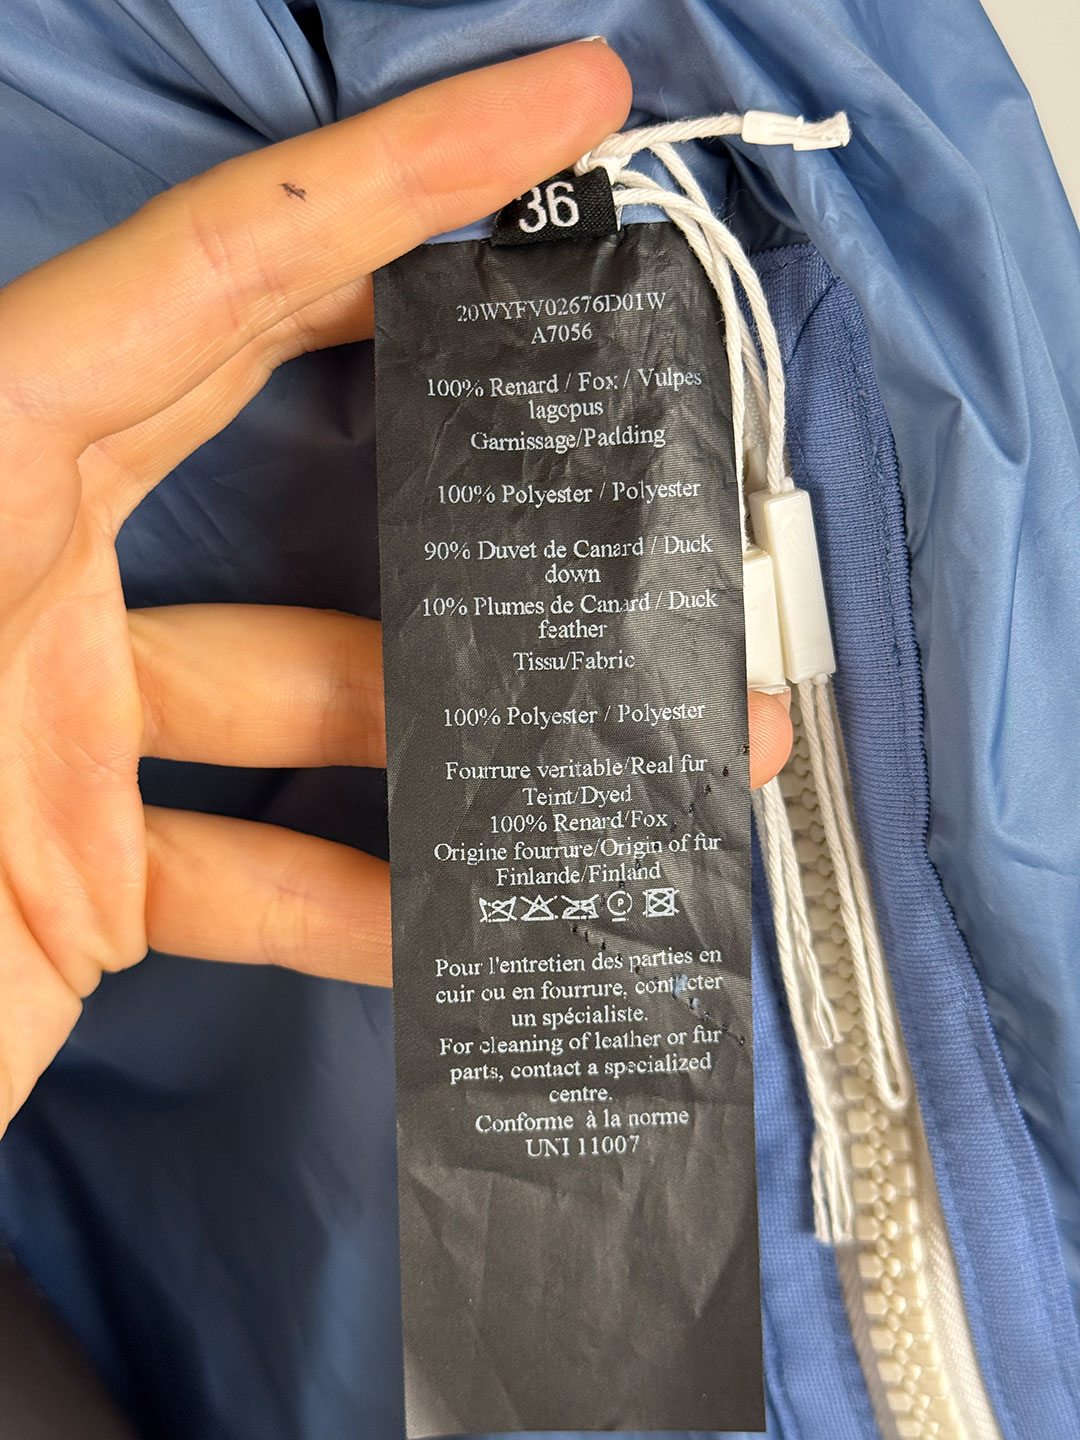 36
20WYFV02676D01W
A7056
100% Renard / Fox / Vulpes
lagopus
Garnissage/Padding
100% Polyester / Polyester
90% Duvet de Canard / Duck
down
10% Plumes de Canard / Duck
feather
Tissu/Fabric
100% Polyester / Polyester
Fourrure veritable/Real fur
Teint/Dyed
100% Renard/Fox
Origine fourrure/Origin of fur
Finlande/Finland
P
Pour l'entretien des parties en
cuir ou en fourrure, contacter
un spécialiste.
For cleaning of leather or fur
parts, contact a specialized
centre.
Conforme à la norme
UNI 11007